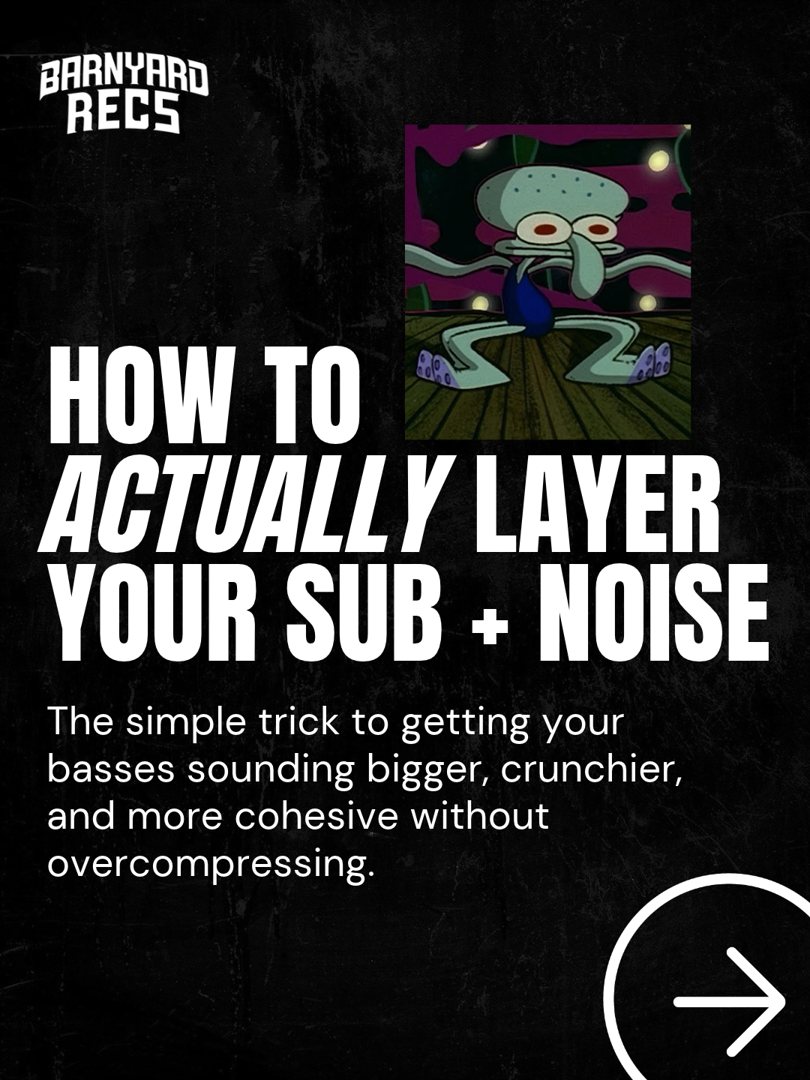 BARNYARD
RECS
HOW TO
ACTUALLY LAYER
YOUR SUB + NOISE
The simple trick to getting your
basses sounding bigger, crunchier,
and more cohesive without
overcompressing.